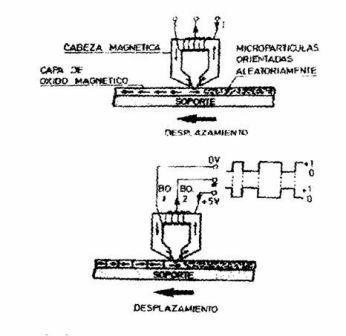 CABEZA MAGNETICA
MICROPARTICULAS
ORIENTADAS
ALEATORIAMENTE
CAPA DE
OXIDO MAGNETICO
SOPORTE
DESPLAZAMIENTO
0V
BO. BO.
1 2
+5V
+1
0
+1
0
SOPORTE
DESPLAZAMIENTO